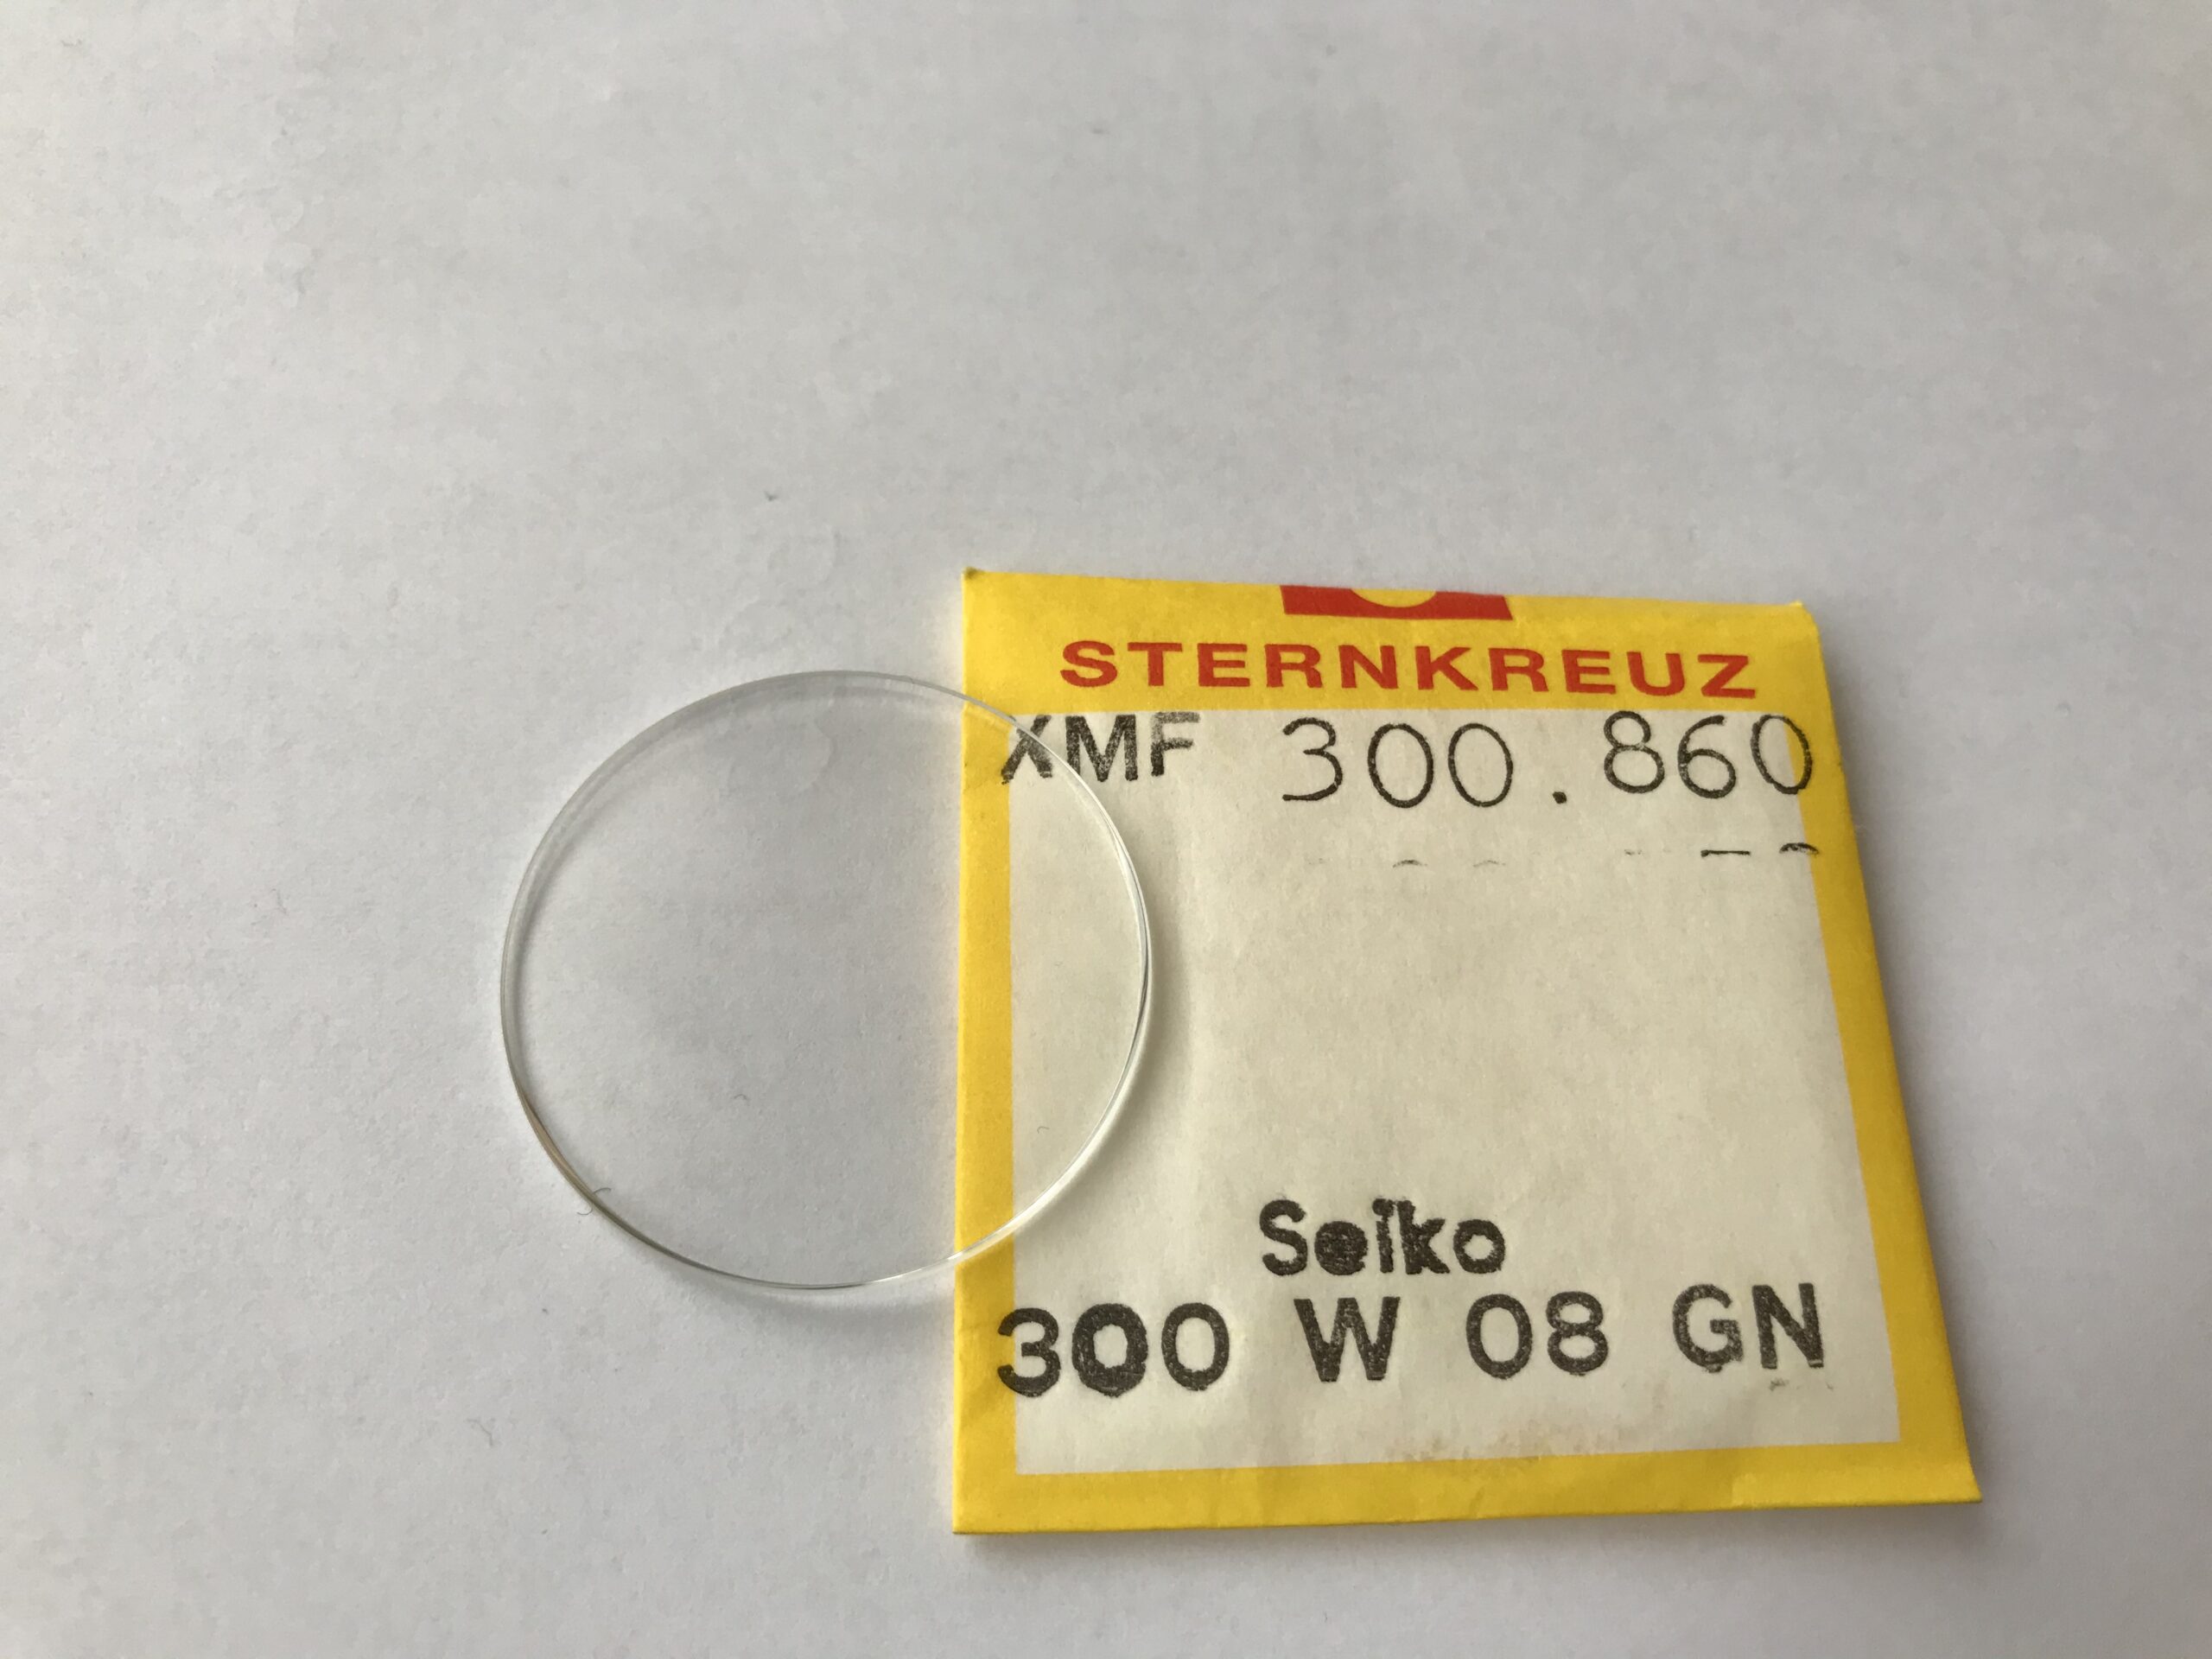 STERNKREUZ
XMF 300.860
Seiko
300 W 08 GN